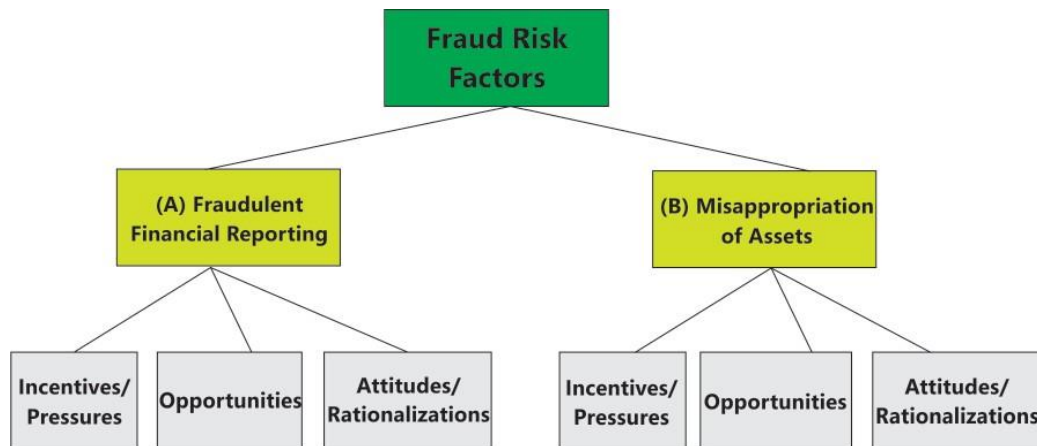 Fraud Risk
Factors
(A) Fraudulent
Financial Reporting
(B) Misappropriation
of Assets
Incentives/
Pressures
Opportunities
Attitudes/
Rationalizations
Incentives/
Pressures
Opportunities
Attitudes/
Rationalizations